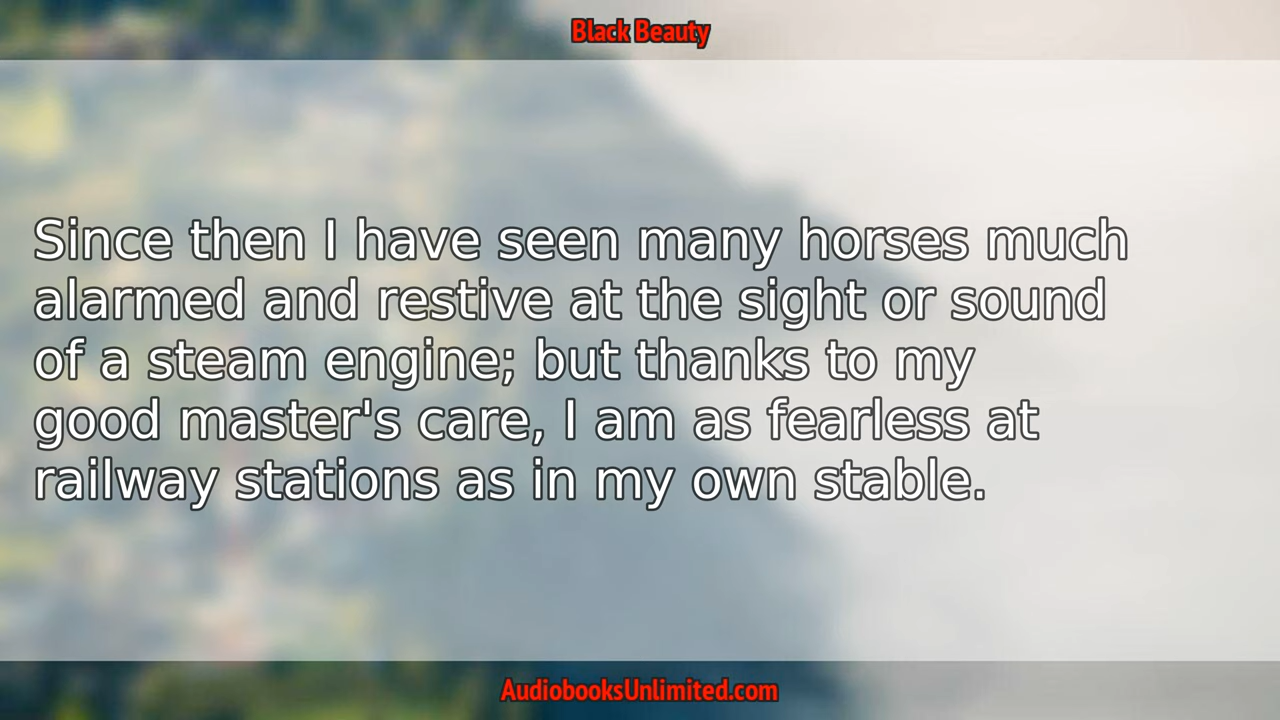 Black Beauty
Since then I have seen many horses much
alarmed and restive at the sight or sound
of a steam engine; but thanks to my
good master's care, I am as fearless at
railway stations as in my own stable.
AudiobooksUnlimited.com